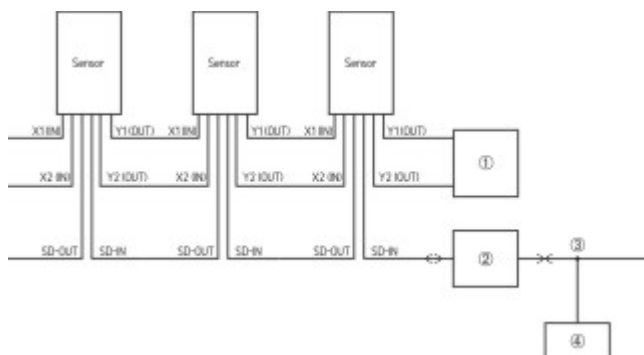 Sensor Sensor Sensor
X1(IN) Y1(OUT) X1(IN) Y1(OUT) X1(IN) Y1(OUT)
①
X2 (IN) Y2 (OUT) X2 (IN) Y2 (OUT) X2 (IN) Y2 (OUT)
SD-OUT SD-IN SD-OUT SD-IN SD-OUT SD-IN
② ③
④